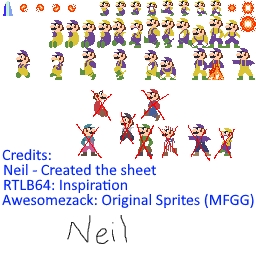 Credits:
Neil - Created the sheet
RTLB64: Inspiration
Awesomezack: Original Sprites (MFGG)
Neil